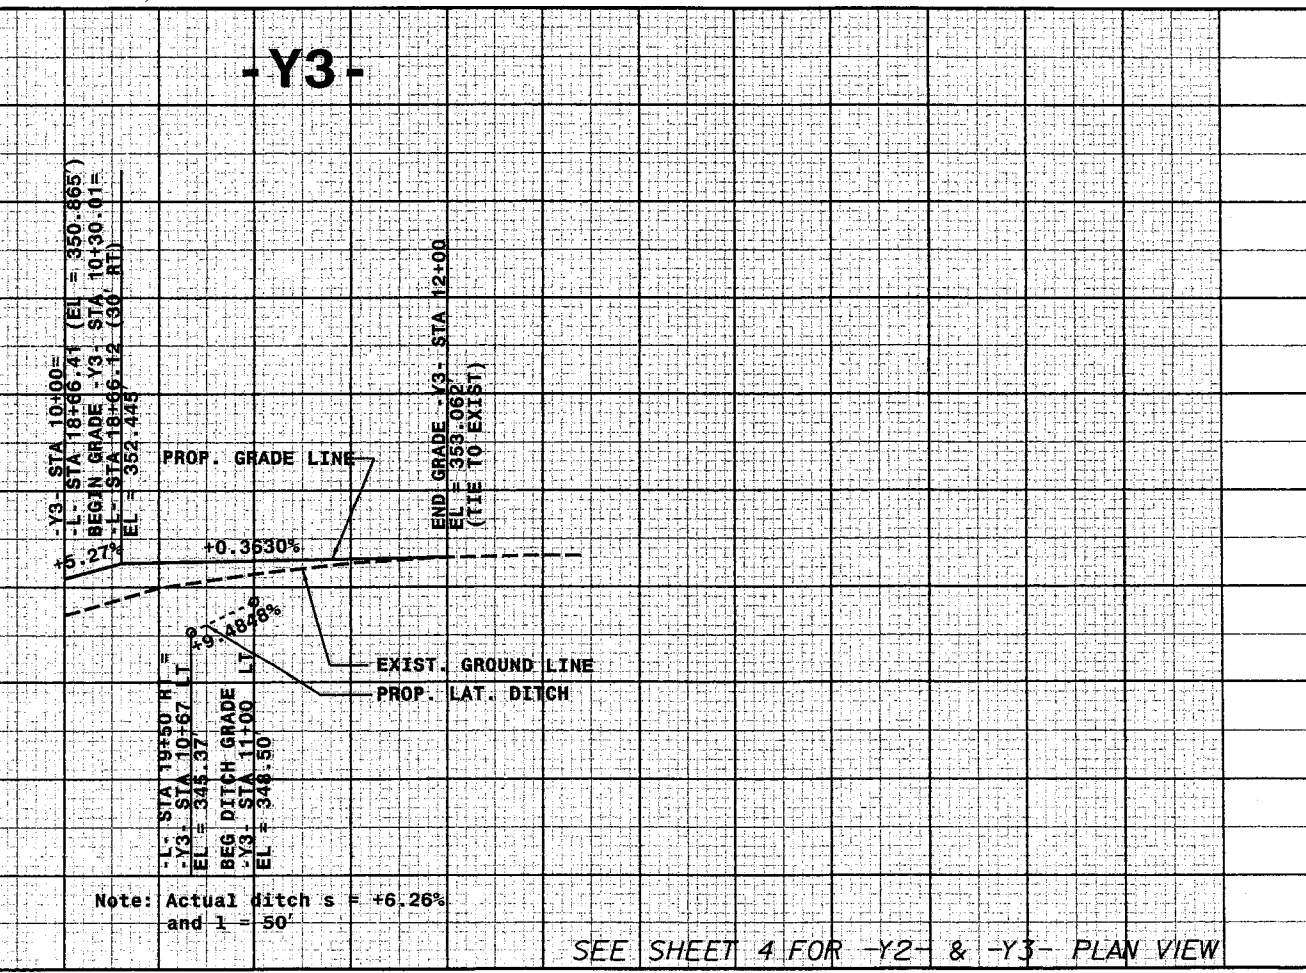 -Y3-
-Y3- STA 10+00=
-L- STA 18+66.41 (EL = 350.865')
BEGIN GRADE -Y3- STA 10+30.01=
-L- STA 18+66.12 (30' RT)
EL = 352.445'
END GRADE -Y3- STA 12+00
EL = 353.062'
(TIE TO EXIST)
PROP. GRADE LINE
+5.27%
+0.3630%
+9.4848%
EXIST. GROUND LINE
PROP. LAT. DITCH
-L- STA 19+50 RT =
-Y3- STA 10+67 LT
EL = 345.37'
BEG DITCH GRADE
-Y3- STA 11+00 LT
EL = 348.50'
Note: Actual ditch s = +6.26%
and l = 50'
SEE SHEET 4 FOR -Y2- & -Y3- PLAN VIEW